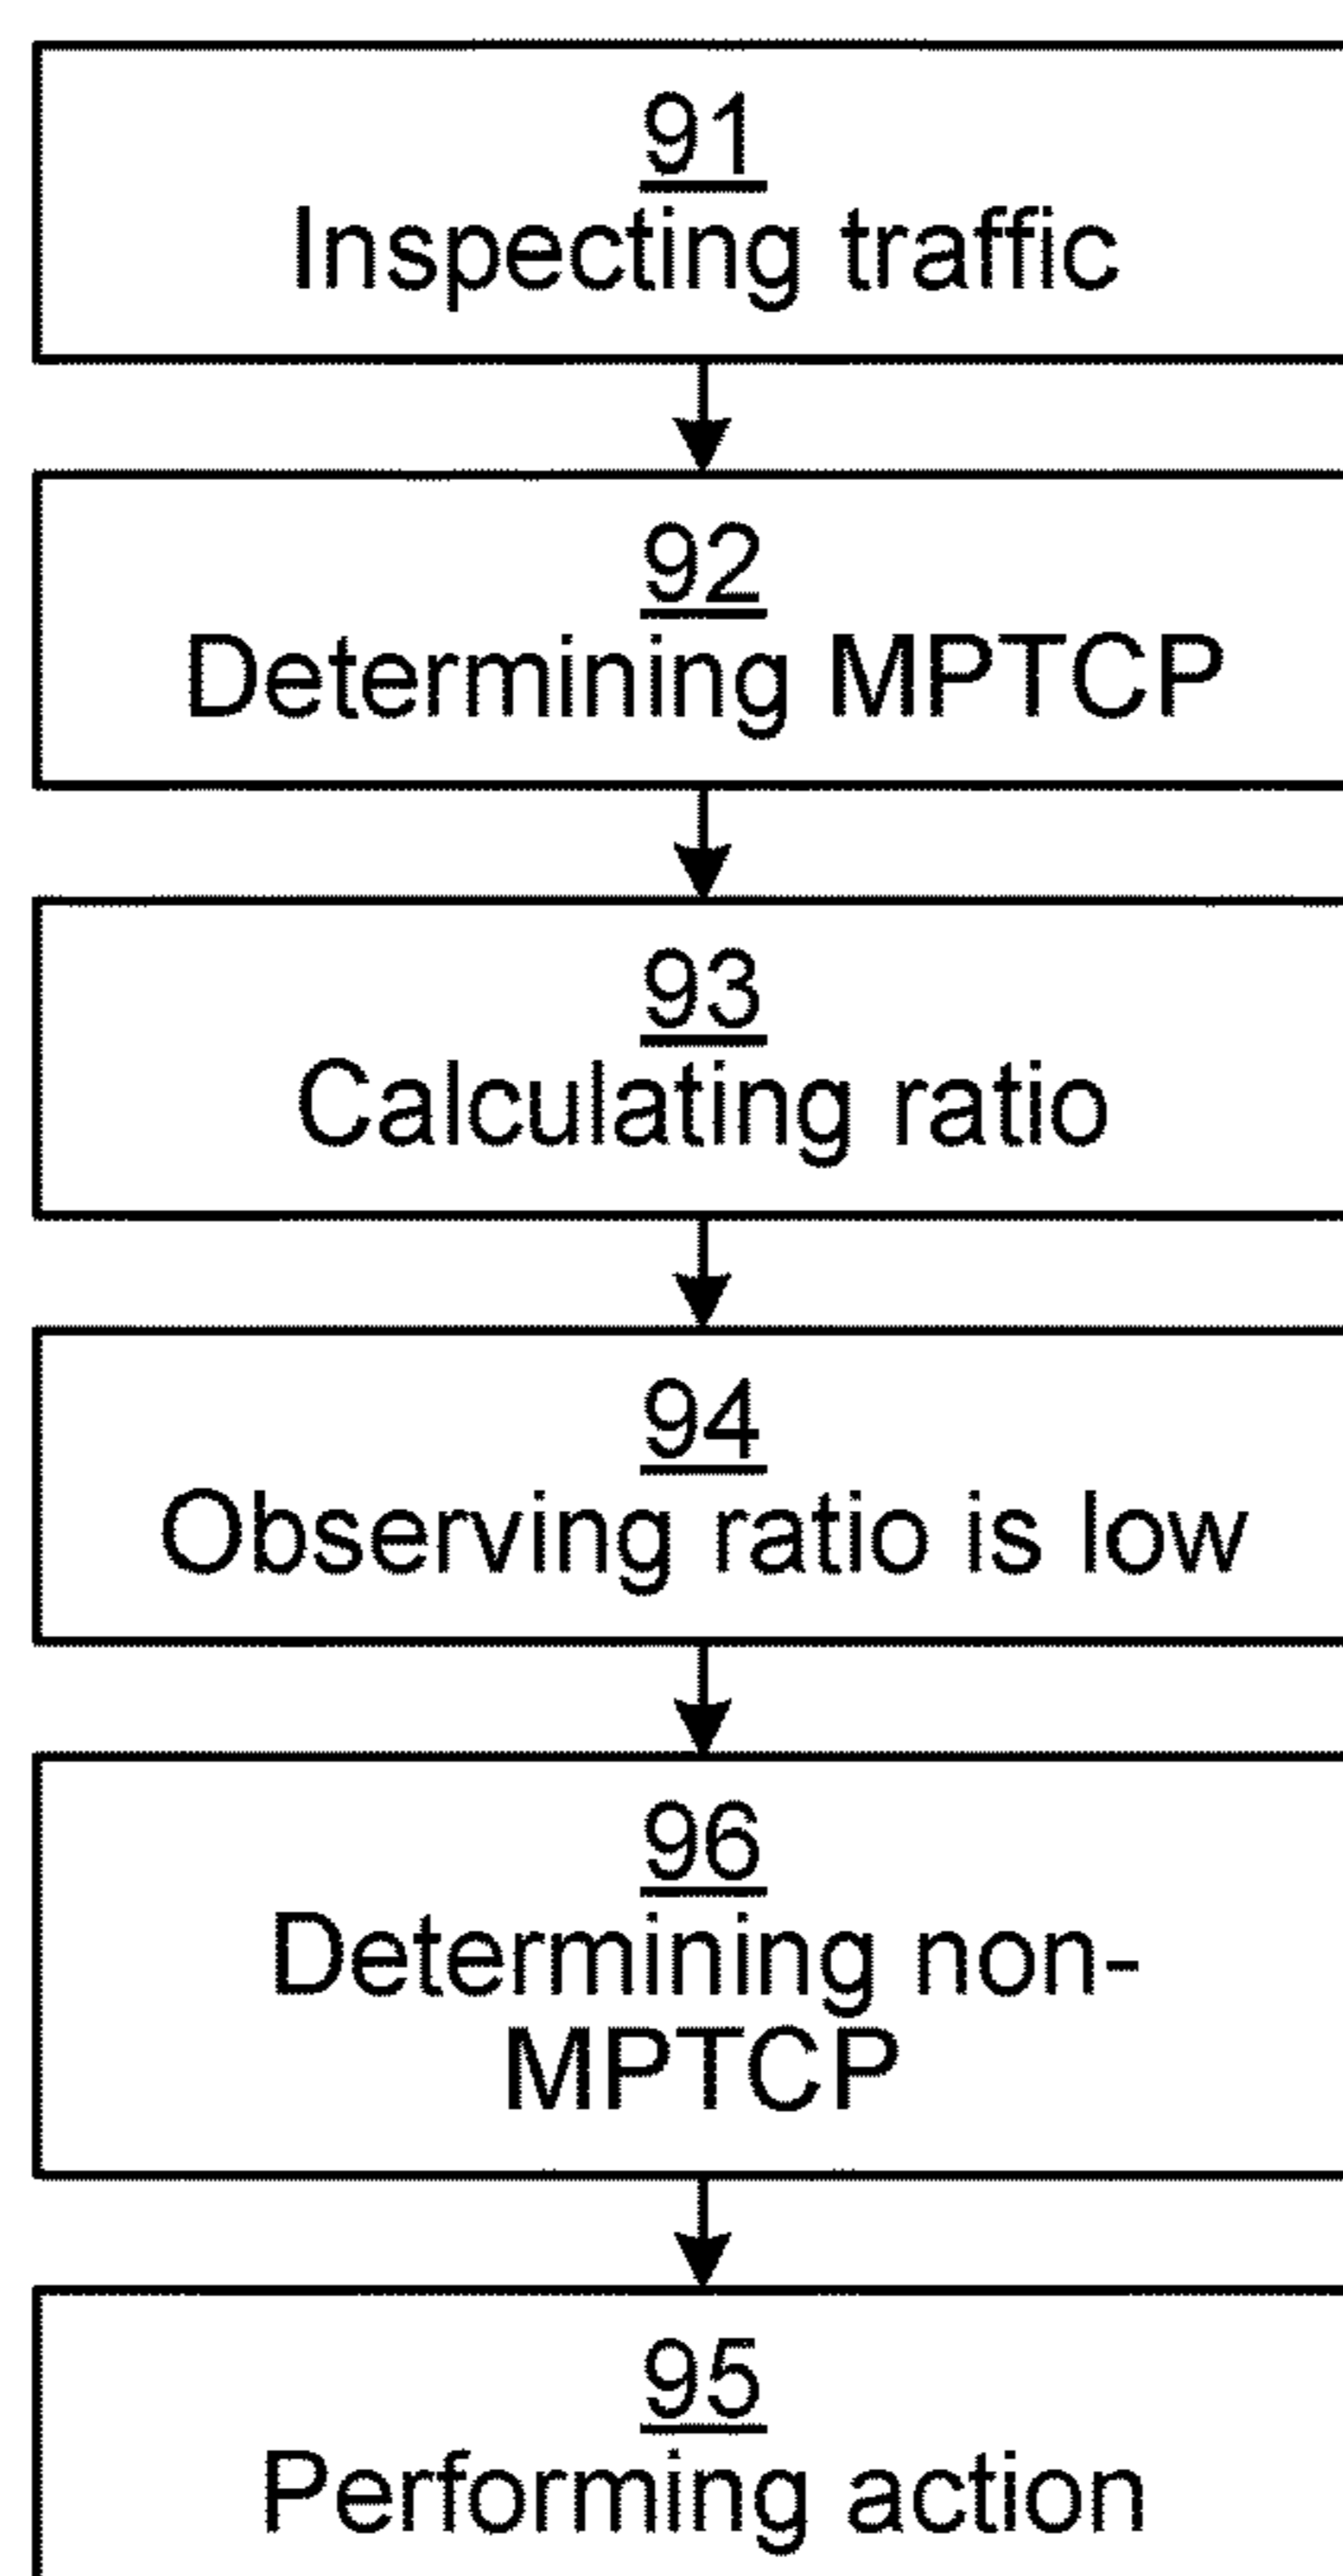 91
Inspecting traffic
92
Determining MPTCP
93
Calculating ratio
94
Observing ratio is low
96
Determining non-
MPTCP
95
Performing action